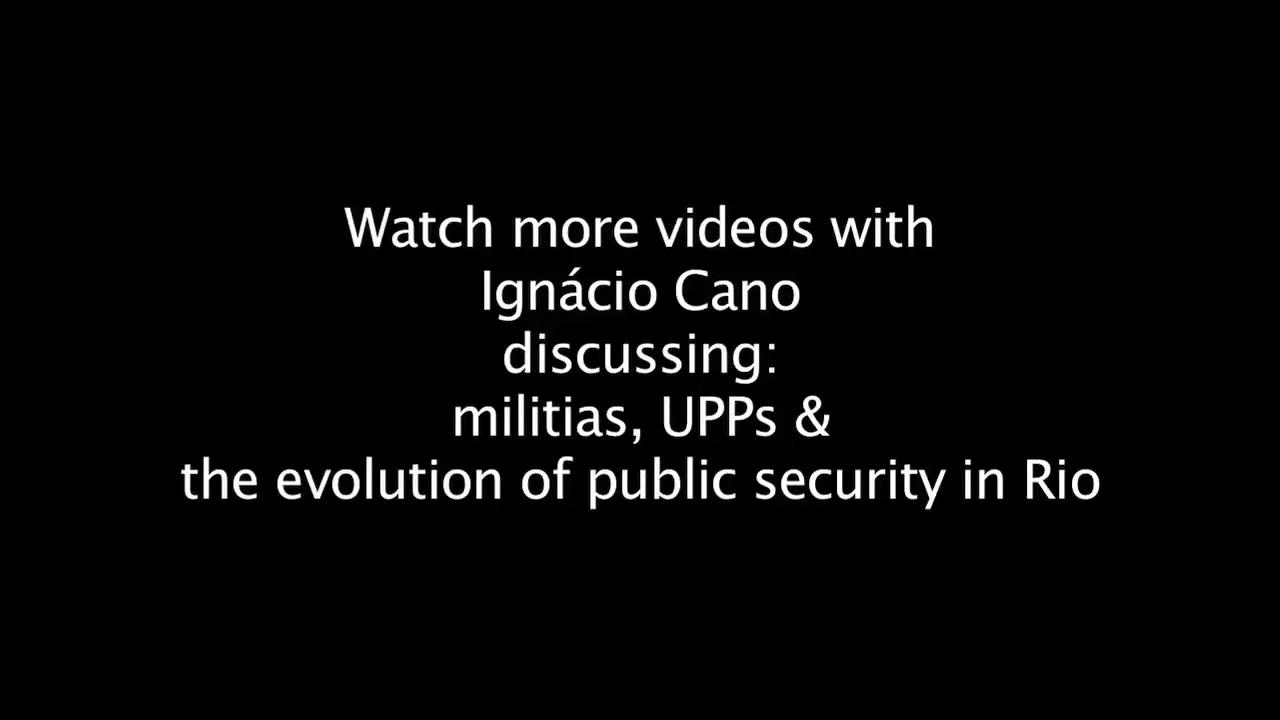 Watch more videos with
Ignácio Cano
discussing:
militias, UPPs &
the evolution of public security in Rio